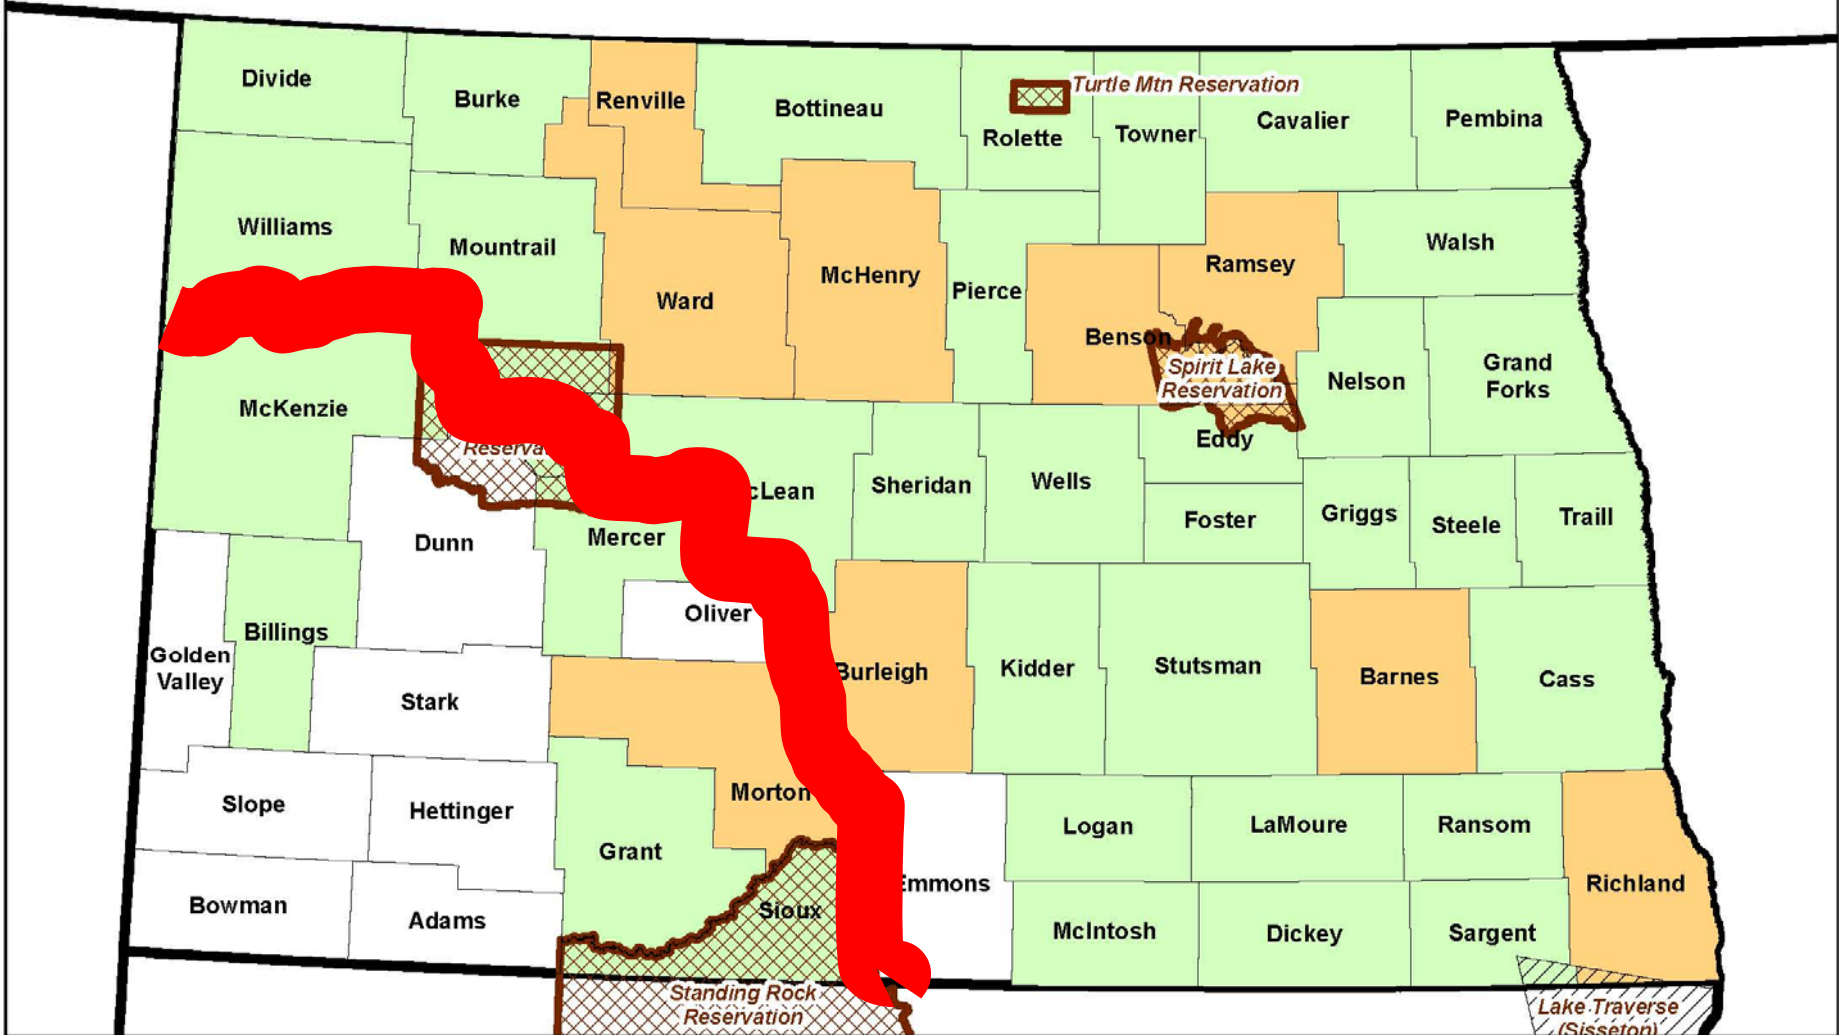 Divide
Burke
Renville
Bottineau
Turtle Mtn Reservation
Rolette
Towner
Cavalier
Pembina
Williams
Mountrail
Ward
McHenry
Pierce
Benson
Ramsey
Walsh
Spirit Lake
Reservation
Nelson
Grand
Forks
McKenzie
Eddy
Sheridan
Wells
Foster
Griggs
Steele
Traill
Dunn
Mercer
Oliver
Billings
Golden
Valley
Stark
Burleigh
Kidder
Stutsman
Barnes
Cass
Slope
Hettinger
Morton
Grant
Logan
LaMoure
Ransom
Richland
Bowman
Adams
Sioux
Emmons
McIntosh
Dickey
Sargent
Standing Rock
Reservation
Lake Traverse
(Sisseton)